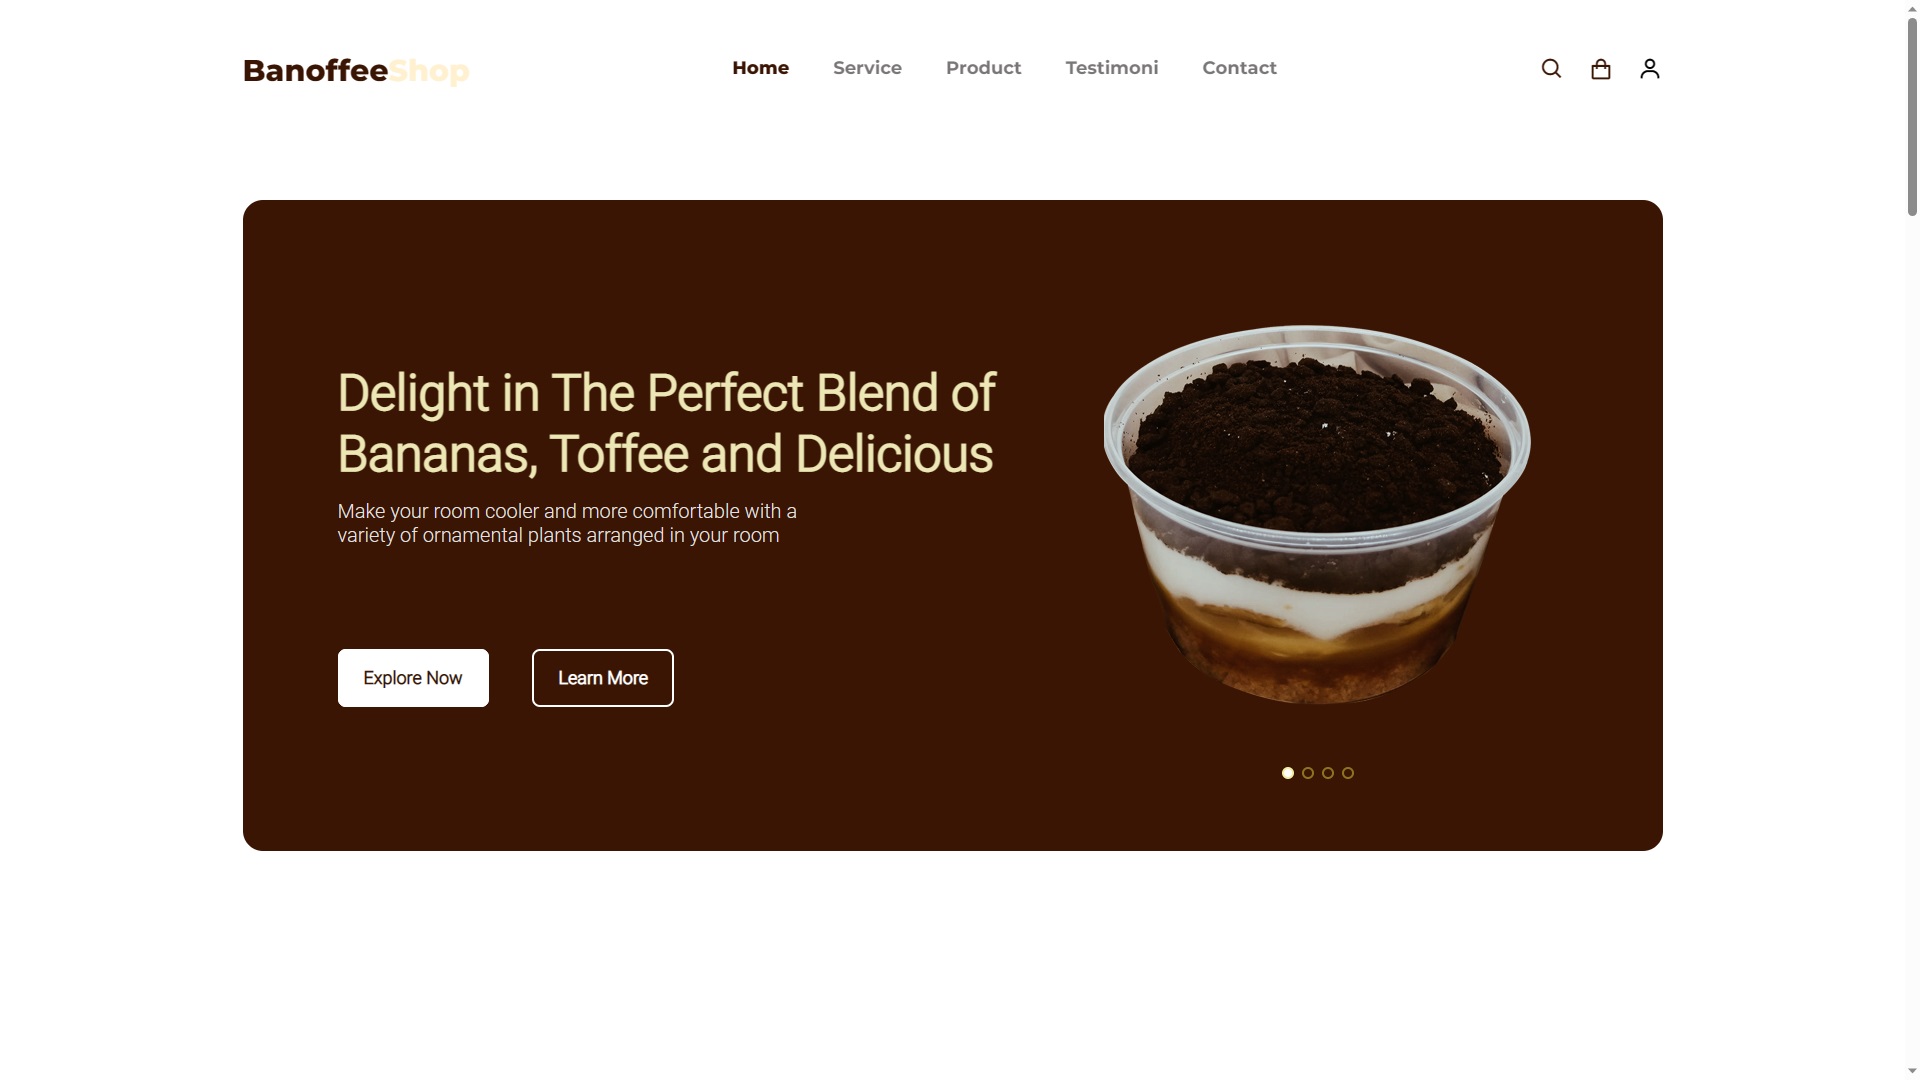 BanoffeeShop
Home Service Product Testimoni Contact
Delight in The Perfect Blend of
Bananas, Toffee and Delicious
Make your room cooler and more comfortable with a
variety of ornamental plants arranged in your room
Explore Now Learn More